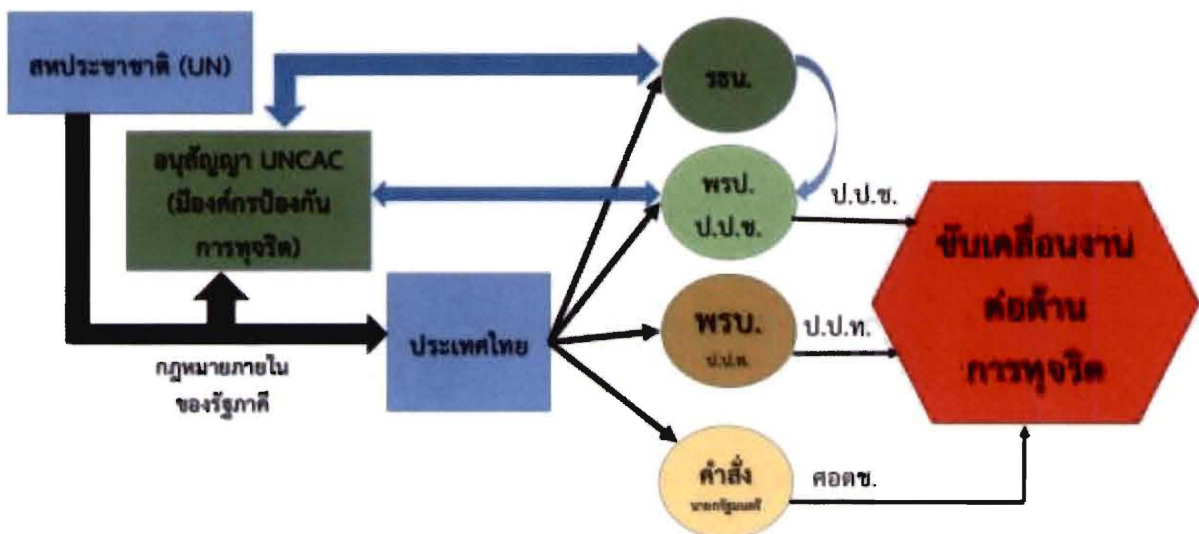 สหประชาชาติ (UN)
อนุสัญญา UNCAC
(มีองค์กรป้องกัน
การทุจริต)
กฎหมายภายใน
ของรัฐภาคี
ประเทศไทย
รธน.
พรป.
ป.ป.ช.
พรบ.
ป.ป.ท.
คำสั่ง
นายกรัฐมนตรี
ป.ป.ช.
ป.ป.ท.
ศอตช.
ขับเคลื่อนงาน
ต่อต้าน
การทุจริต